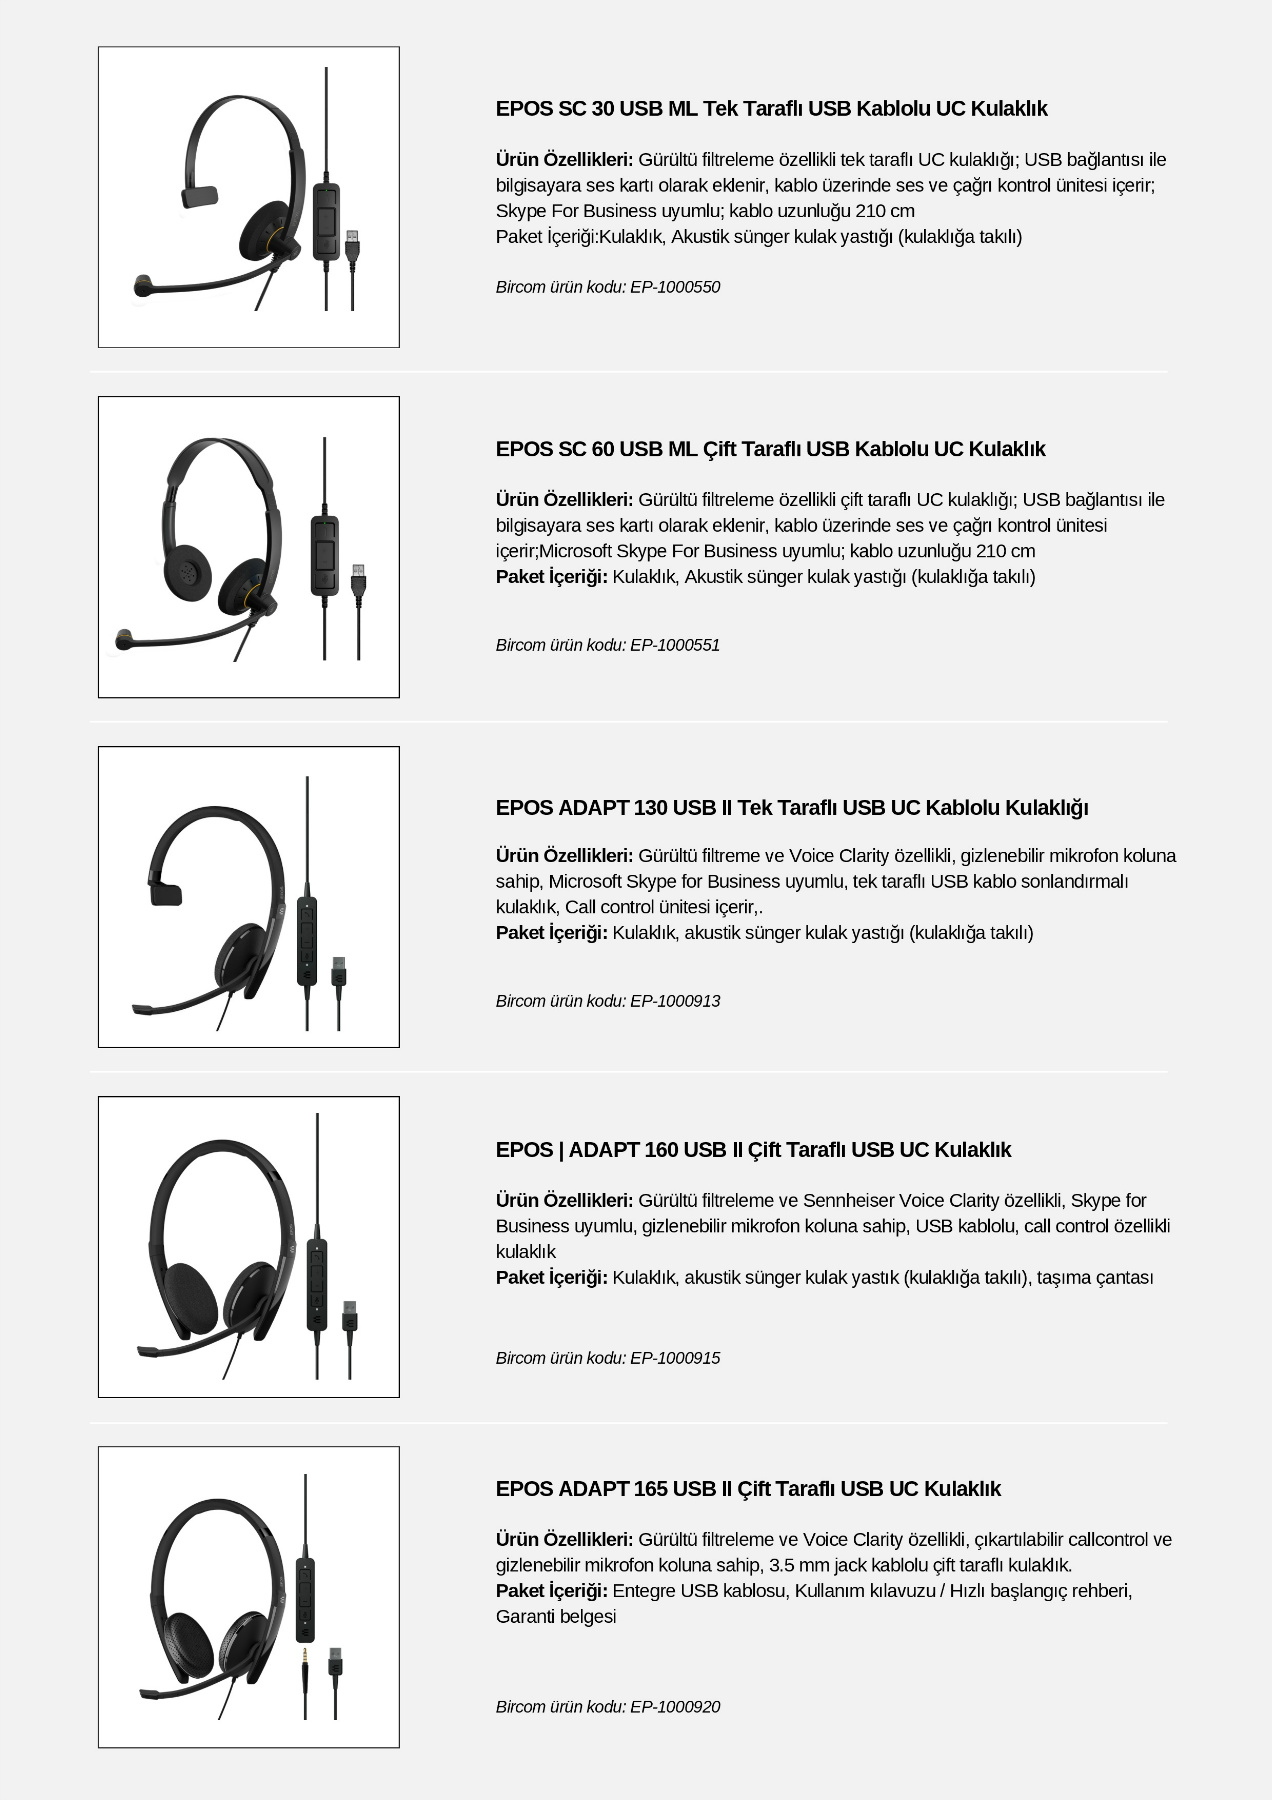 EPOS SC 30 USB ML Tek Taraflı USB Kablolu UC Kulaklık
Ürün Özellikleri: Gürültü filtreleme özellikli tek taraflı UC kulaklığı; USB bağlantısı ile
bilgisayara ses kartı olarak eklenir, kablo üzerinde ses ve çağrı kontrol ünitesi içerir;
Skype For Business uyumlu; kablo uzunluğu 210 cm
Paket İçeriği:Kulaklık, Akustik sünger kulak yastığı (kulaklığa takılı)
Bircom ürün kodu: EP-1000550
EPOS SC 60 USB ML Çift Taraflı USB Kablolu UC Kulaklık
Ürün Özellikleri: Gürültü filtreleme özellikli çift taraflı UC kulaklığı; USB bağlantısı ile
bilgisayara ses kartı olarak eklenir, kablo üzerinde ses ve çağrı kontrol ünitesi
içerir;Microsoft Skype For Business uyumlu; kablo uzunluğu 210 cm
Paket İçeriği: Kulaklık, Akustik sünger kulak yastığı (kulaklığa takılı)
Bircom ürün kodu: EP-1000551
EPOS ADAPT 130 USB II Tek Taraflı USB UC Kablolu Kulaklığı
Ürün Özellikleri: Gürültü filtreme ve Voice Clarity özellikli, gizlenebilir mikrofon koluna
sahip, Microsoft Skype for Business uyumlu, tek taraflı USB kablo sonlandırmalı
kulaklık, Call control ünitesi içerir,.
Paket İçeriği: Kulaklık, akustik sünger kulak yastığı (kulaklığa takılı)
Bircom ürün kodu: EP-1000913
EPOS | ADAPT 160 USB II Çift Taraflı USB UC Kulaklık
Ürün Özellikleri: Gürültü filtreleme ve Sennheiser Voice Clarity özellikli, Skype for
Business uyumlu, gizlenebilir mikrofon koluna sahip, USB kablolu, call control özellikli
kulaklık
Paket İçeriği: Kulaklık, akustik sünger kulak yastık (kulaklığa takılı), taşıma çantası
Bircom ürün kodu: EP-1000915
EPOS ADAPT 165 USB II Çift Taraflı USB UC Kulaklık
Ürün Özellikleri: Gürültü filtreleme ve Voice Clarity özellikli, çıkartılabilir callcontrol ve
gizlenebilir mikrofon koluna sahip, 3.5 mm jack kablolu çift taraflı kulaklık.
Paket İçeriği: Entegre USB kablosu, Kullanım kılavuzu / Hızlı başlangıç rehberi,
Garanti belgesi
Bircom ürün kodu: EP-1000920